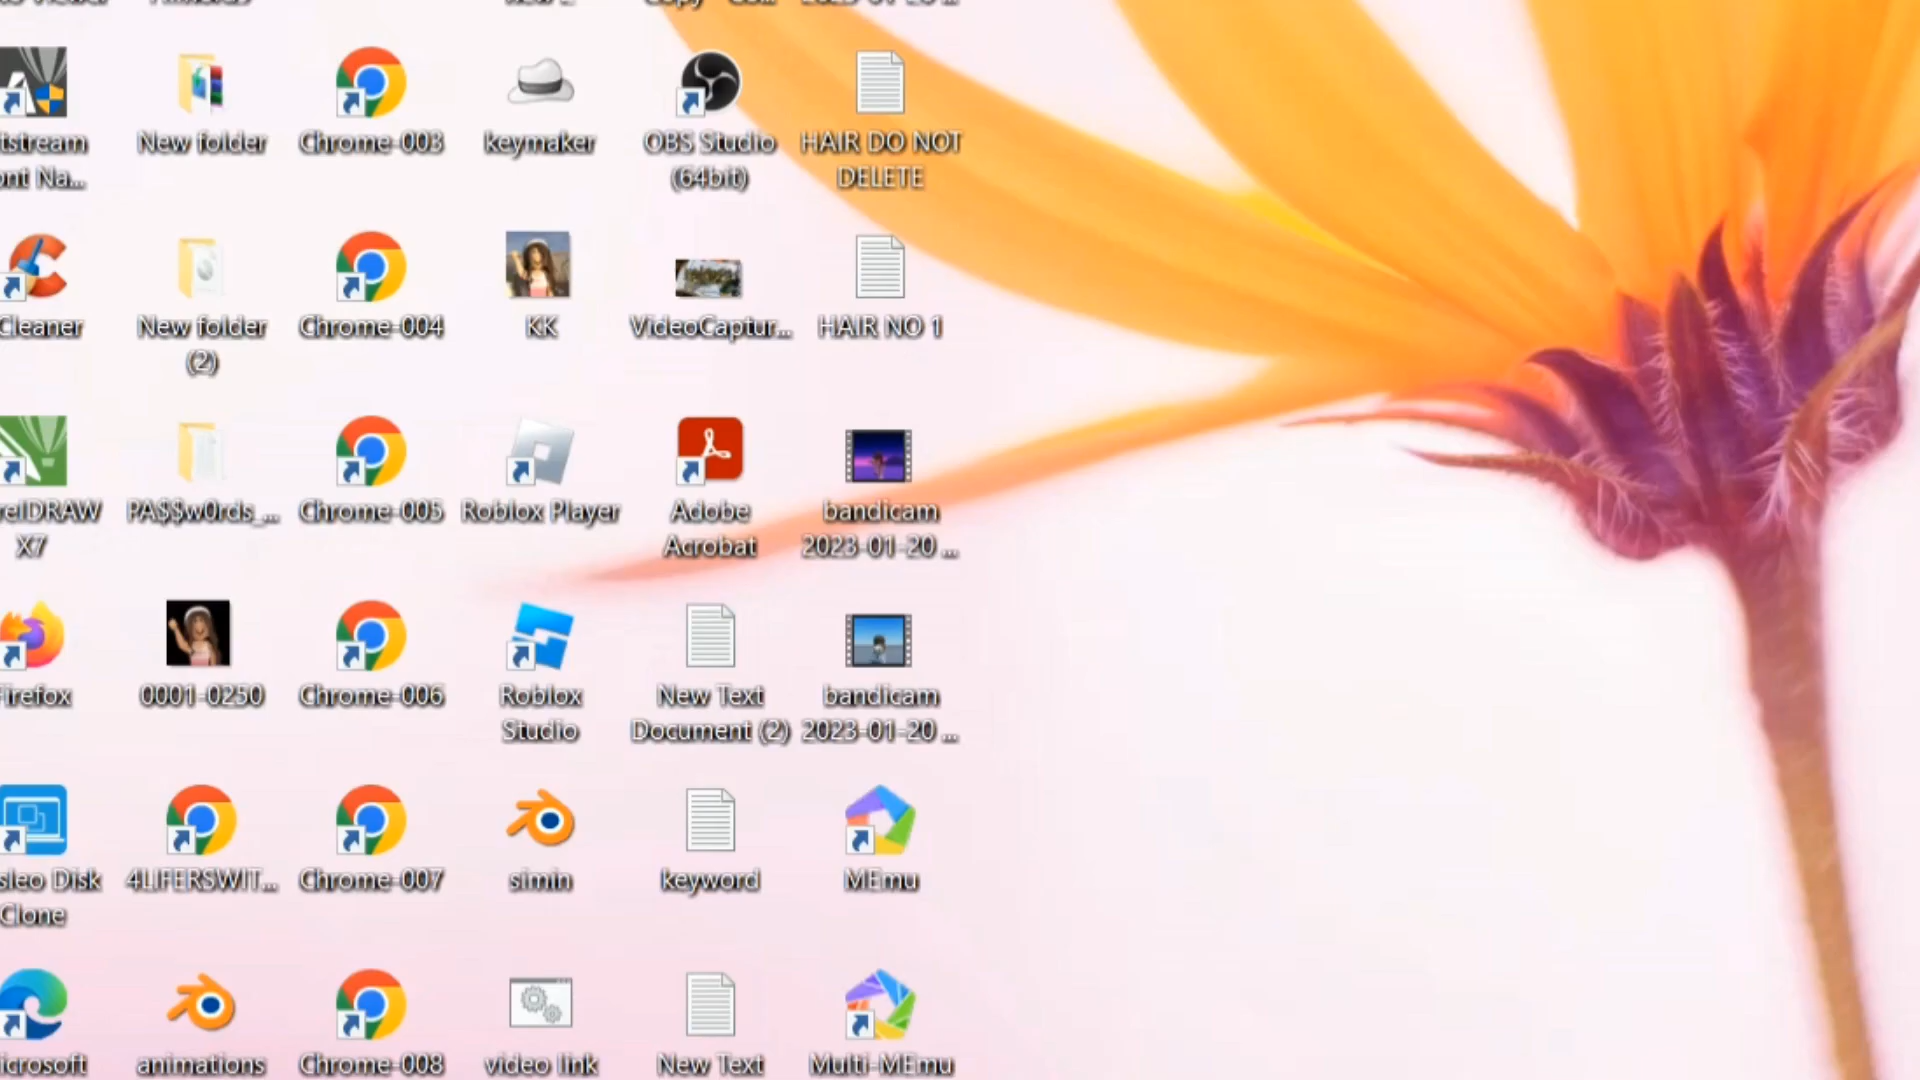 tstream
ont Na...
New folder
Chrome-003
keymaker
OBS Studio
(64bit)
HAIR DO NOT
DELETE
Cleaner
New folder
(2)
Chrome-004
KK
VideoCaptur...
HAIR NO 1
relDRAW
X7
PA$$w0rds_...
Chrome-005
Roblox Player
Adobe
Acrobat
bandicam
2023-01-20 ...
Firefox
0001-0250
Chrome-006
Roblox
Studio
New Text
Document (2)
bandicam
2023-01-20 ...
sleo Disk
Clone
4LIFERSWIT...
Chrome-007
simin
keyword
MEmu
icrosoft
animations
Chrome-008
video link
New Text
Multi-MEmu